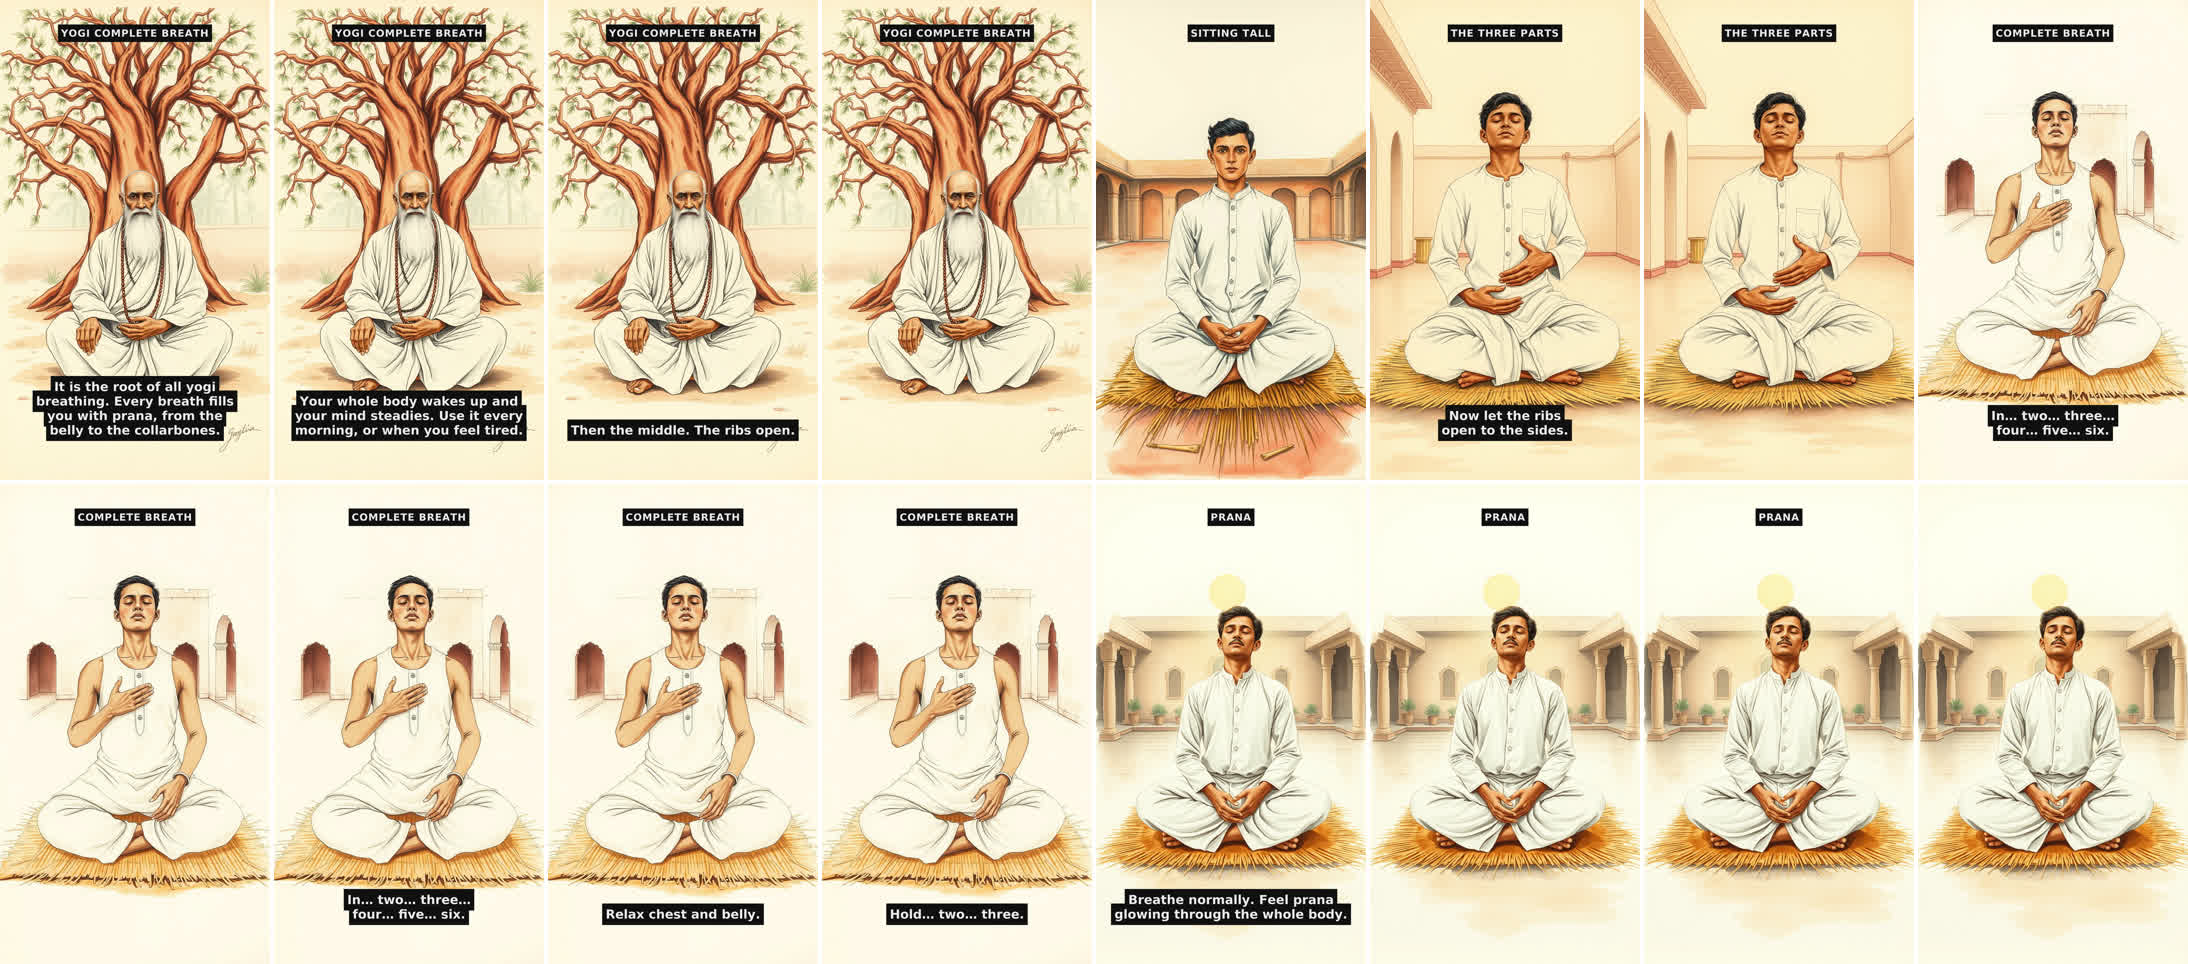 YOGI COMPLETE BREATH
It is the root of all yogi
breathing. Every breath fills
you with prana, from the
belly to the collarbones.
YOGI COMPLETE BREATH
Your whole body wakes up and
your mind steadies. Use it every
morning, or when you feel tired.
YOGI COMPLETE BREATH
Then the middle. The ribs open.
YOGI COMPLETE BREATH
SITTING TALL
THE THREE PARTS
Now let the ribs
open to the sides.
THE THREE PARTS
COMPLETE BREATH
In... two... three...
four... five... six.
COMPLETE BREATH
COMPLETE BREATH
In... two... three...
four... five... six.
COMPLETE BREATH
Relax chest and belly.
COMPLETE BREATH
Hold... two... three.
PRANA
Breathe normally. Feel prana
glowing through the whole body.
PRANA
PRANA